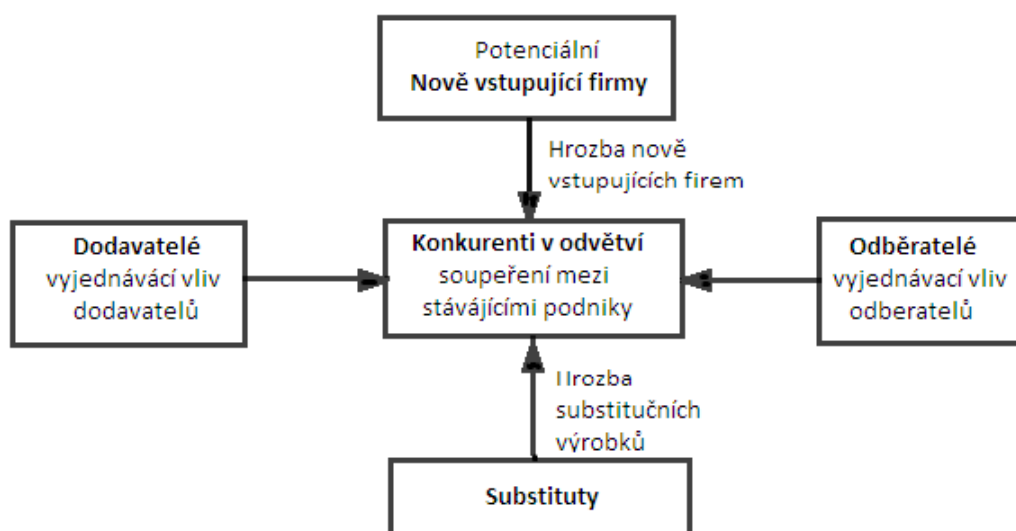 Potenciální
Nově vstupující firmy
Hrozba nově
vstupujících firem
Dodavatelé
vyjednávácí vliv
dodavatelů
Konkurenti v odvětví
soupeření mezi
stávájícími podniky
Odběratelé
vyjednávací vliv
odberatelů
Hrozba
substitučních
výrobků
Substituty